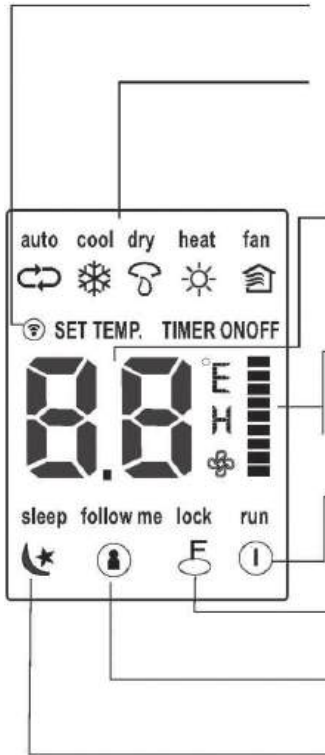 auto cool dry heat fan
SET TEMP. TIMER ONOFF
8.8 °F H
sleep follow me lock run